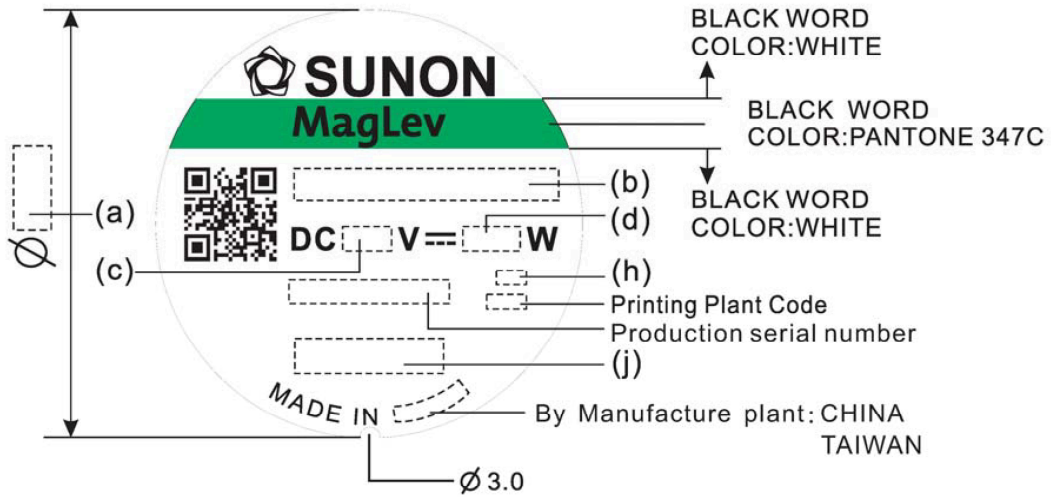 BLACK WORD
COLOR:WHITE
SUNON
MagLev
BLACK WORD
COLOR:PANTONE 347C
(b)
BLACK WORD
COLOR:WHITE
(a)
Ø
(d)
DC V W
(c)
(h)
Printing Plant Code
Production serial number
(j)
MADE IN
By Manufacture plant: CHINA
TAIWAN
Ø 3.0